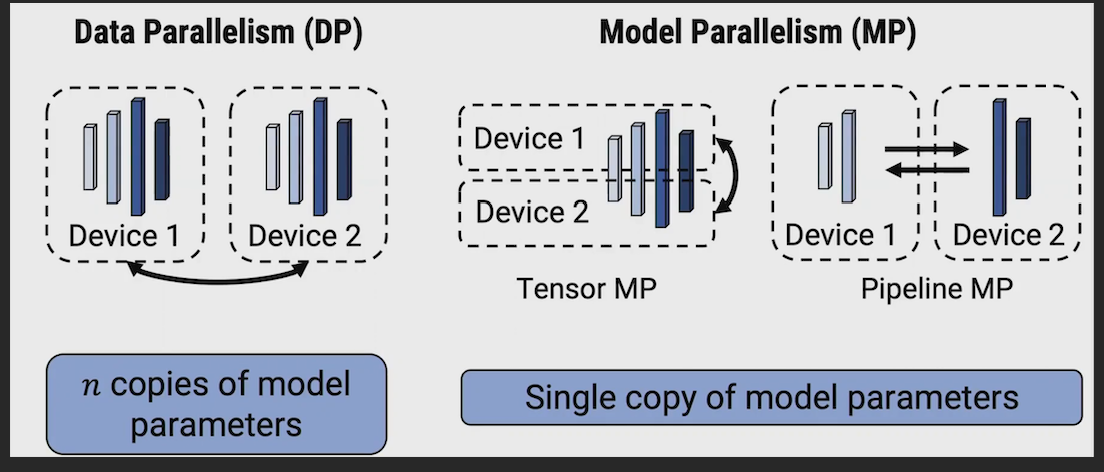 Data Parallelism (DP)
Device 1
Device 2
n copies of model
parameters
Model Parallelism (MP)
Device 1
Device 2
Tensor MP
Device 1
Device 2
Pipeline MP
Single copy of model parameters